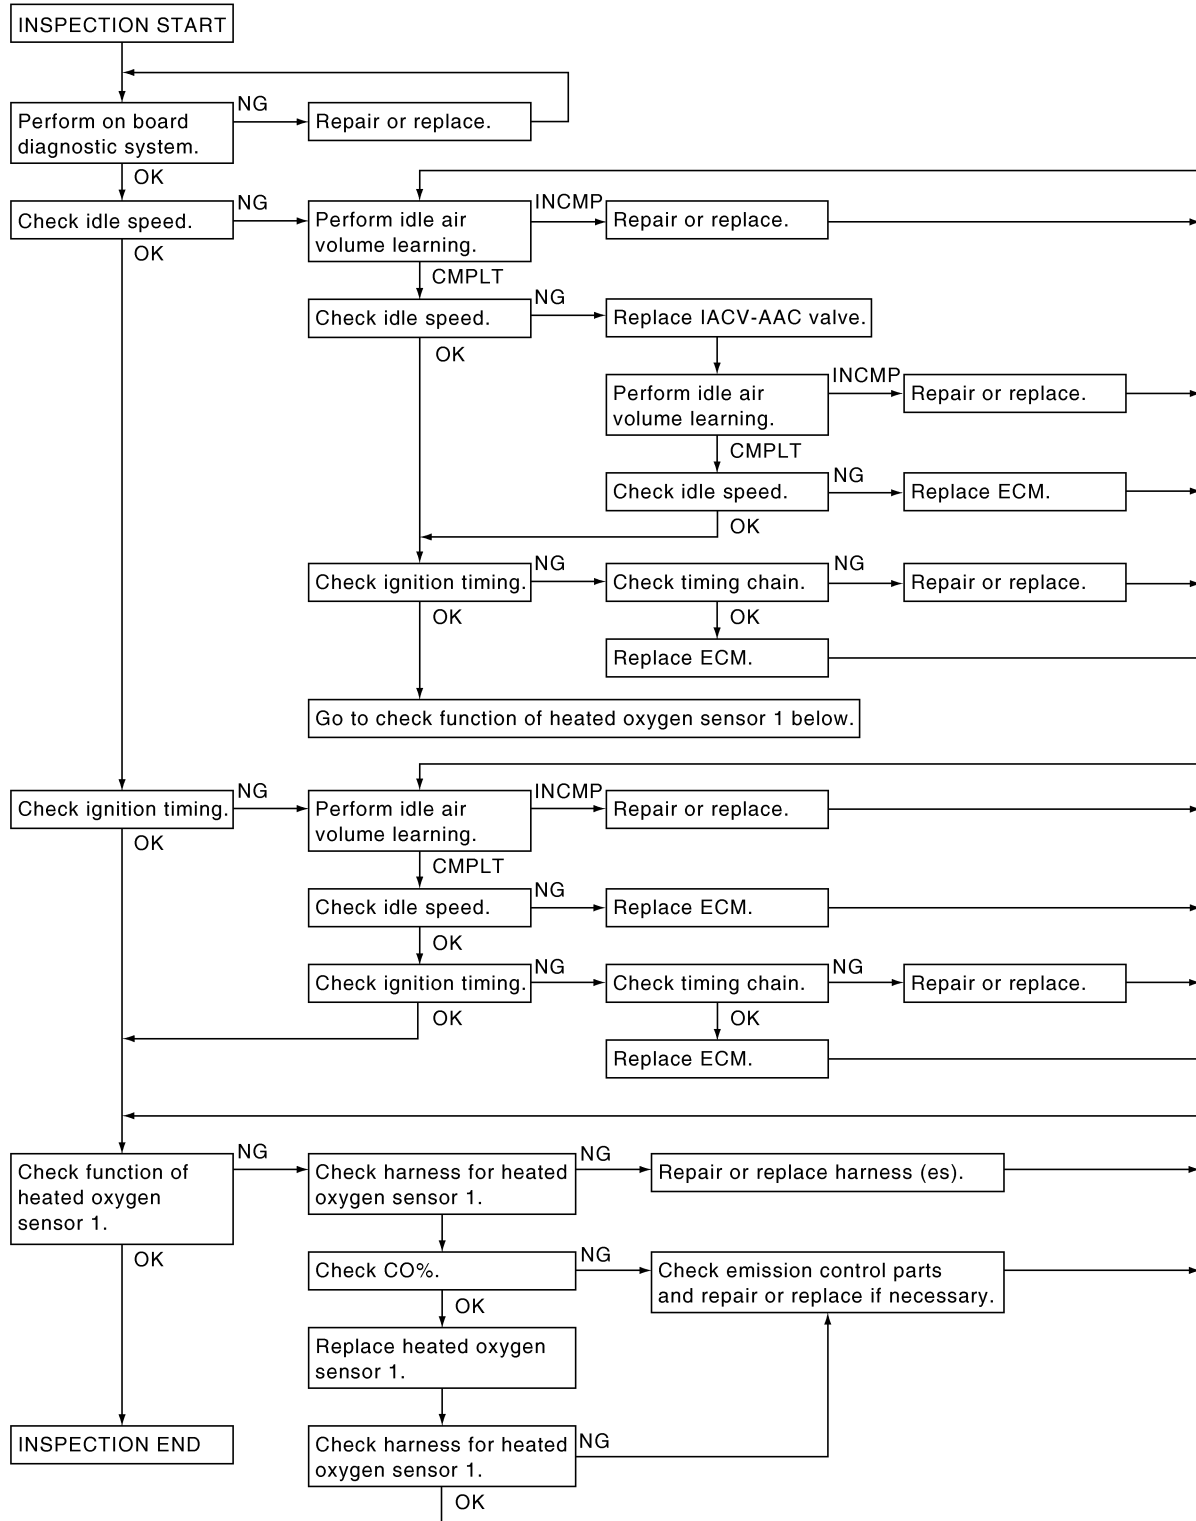 INSPECTION START
NG
Perform on board
diagnostic system.
Repair or replace.
OK
NG
INCMP
Check idle speed.
Perform idle air
volume learning.
Repair or replace.
OK
CMPLT
NG
Check idle speed.
Replace IACV-AAC valve.
OK
INCMP
Perform idle air
volume learning.
Repair or replace.
CMPLT
NG
Check idle speed.
Replace ECM.
OK
NG
NG
Check ignition timing.
Check timing chain.
Repair or replace.
OK
OK
Replace ECM.
Go to check function of heated oxygen sensor 1 below.
NG
INCMP
Check ignition timing.
Perform idle air
volume learning.
Repair or replace.
OK
CMPLT
NG
Check idle speed.
Replace ECM.
OK
NG
NG
Check ignition timing.
Check timing chain.
Repair or replace.
OK
OK
Replace ECM.
NG
NG
Check function of
heated oxygen
sensor 1.
Check harness for heated
oxygen sensor 1.
Repair or replace harness (es).
OK
NG
Check CO%.
Check emission control parts
and repair or replace if necessary.
OK
Replace heated oxygen
sensor 1.
INSPECTION END
Check harness for heated
oxygen sensor 1.
NG
OK